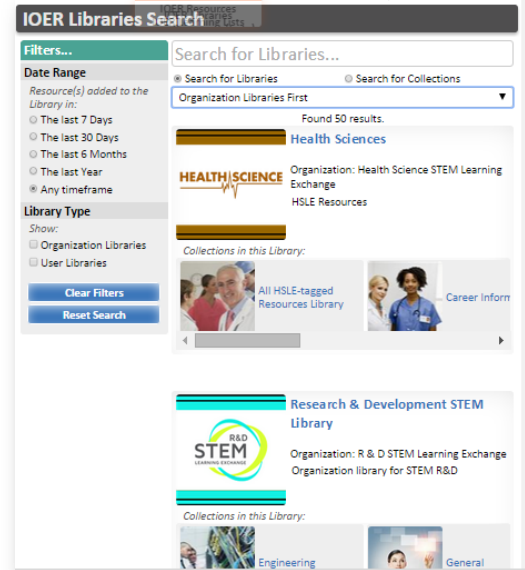 IOER Resources
IOER Libraries
IOER Libraries Search
Filters...
Date Range
Resource(s) added to the
Library in:
The last 7 Days
The last 30 Days
The last 6 Months
The last Year
Any timeframe
Library Type
Show:
Organization Libraries
User Libraries
Clear Filters
Reset Search
Search for Libraries...
Search for Libraries
Search for Collections
Organization Libraries First
Found 50 results.
Health Sciences
HEALTH SCIENCE
Organization: Health Science STEM Learning
Exchange
HSLE Resources
Collections in this Library:
All HSLE-tagged
Resources Library
Career Inform
Research & Development STEM
Library
R&D
STEM
LEARNING EXCHANGE
Organization: R & D STEM Learning Exchange
Organization library for STEM R&D
Collections in this Library:
Engineering
General